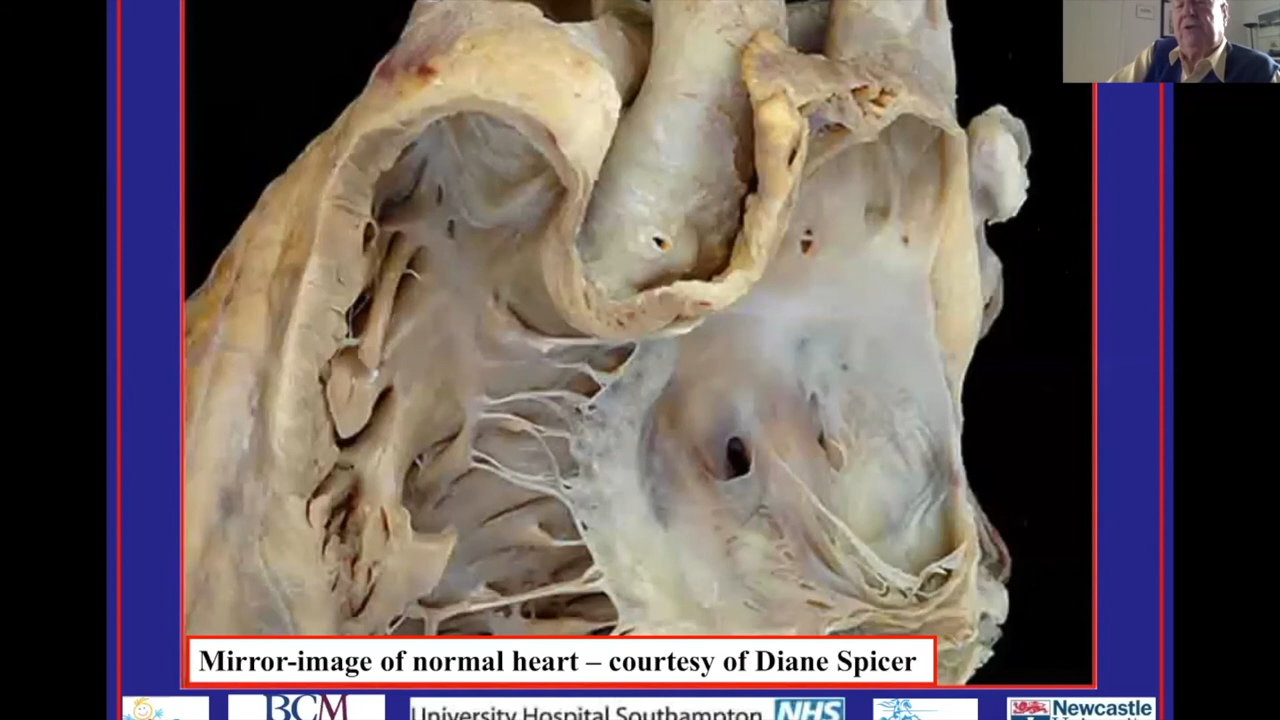 Mirror-image of normal heart – courtesy of Diane Spicer
BCM
University Hospital Southampton
NHS
Newcastle